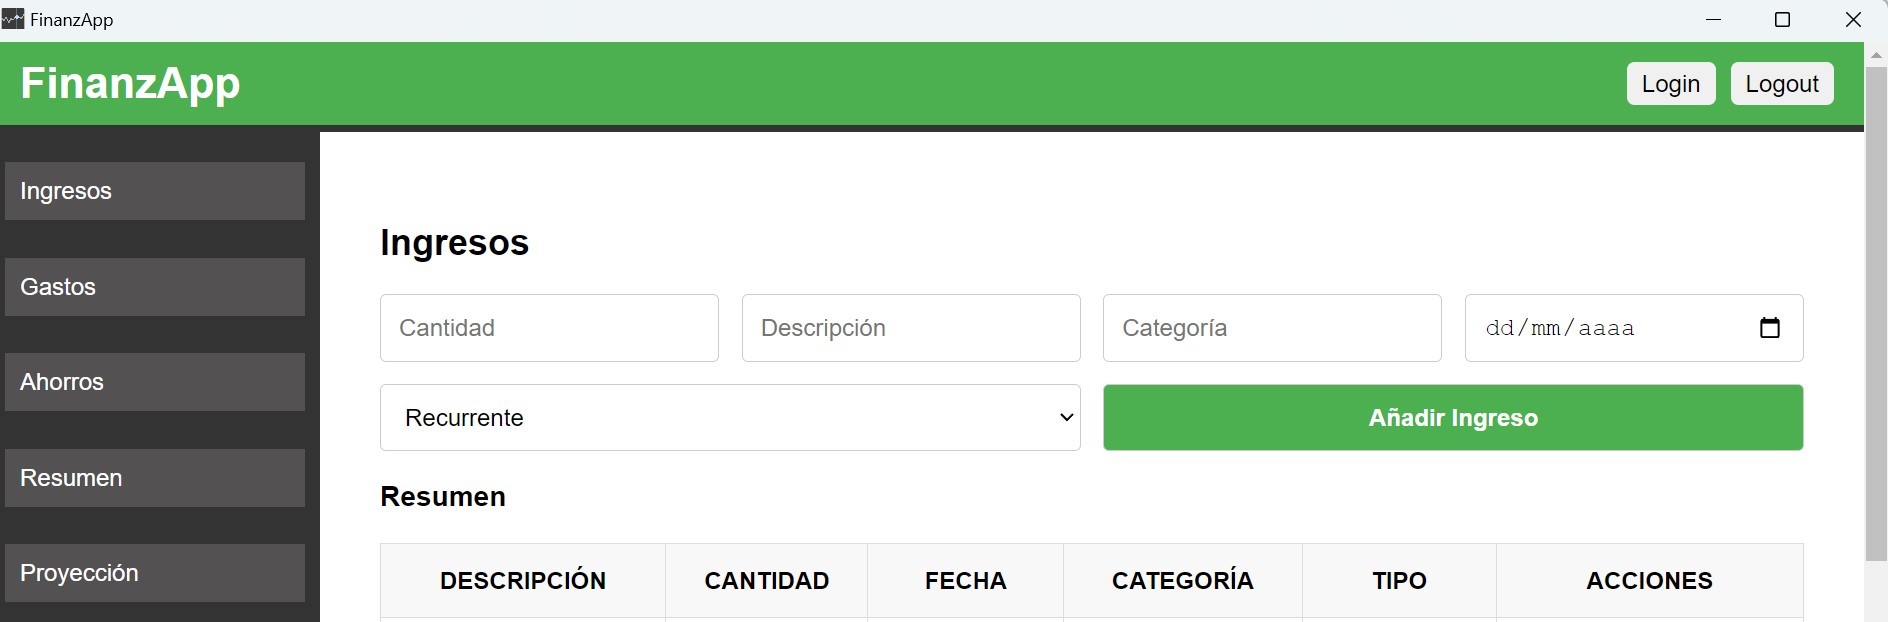 FinanzApp
FinanzApp
Login Logout
Ingresos
Gastos
Ahorros
Resumen
Proyección
Ingresos
Cantidad Descripción Categoría dd/mm/aaaa
Recurrente Añadir Ingreso
Resumen
DESCRIPCIÓN CANTIDAD FECHA CATEGORÍA TIPO ACCIONES